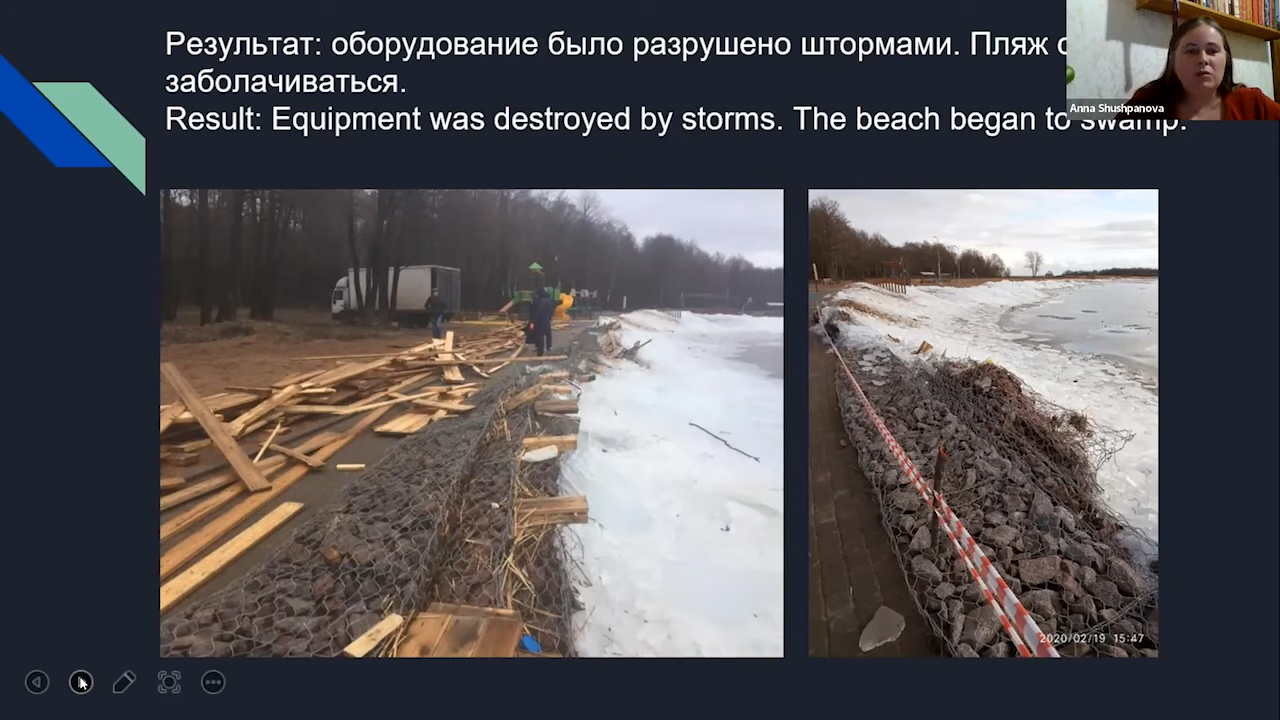 Результат: оборудование было разрушено штормами. Пляж
заболачиваться.
Result: Equipment was destroyed by storms. The beach began to swamp.
Anna Shushpanova
2020/02/19 15:47